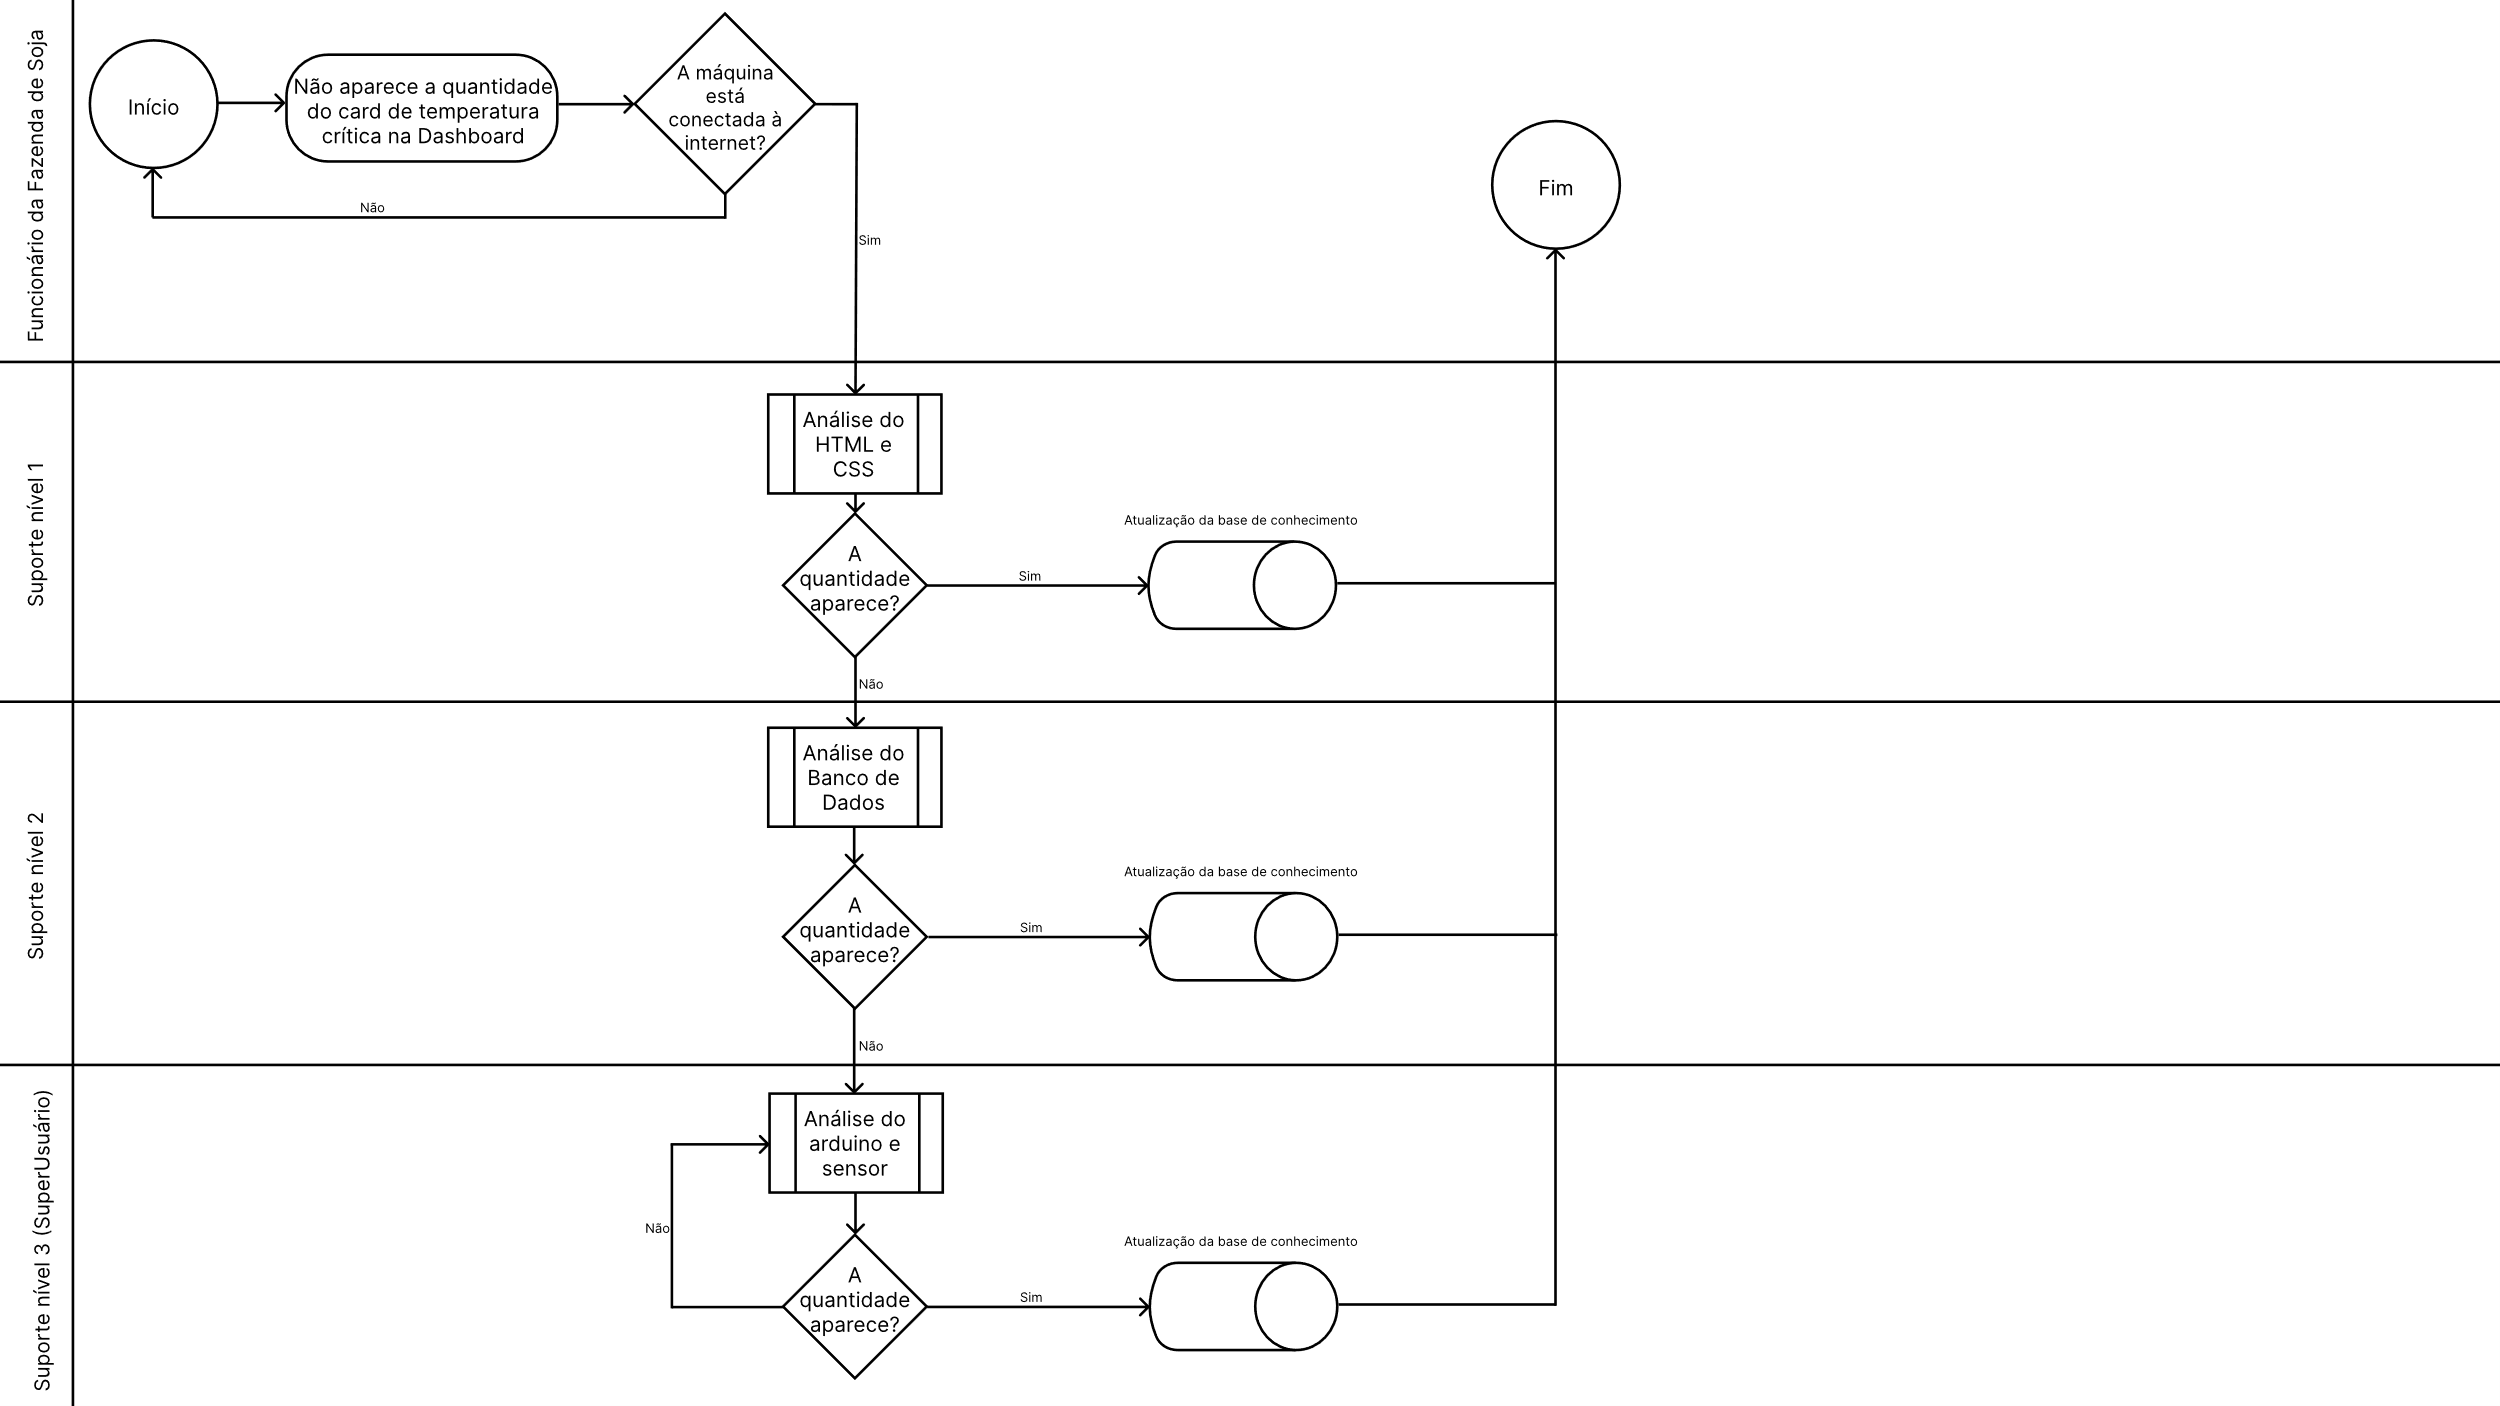 Funcionário da Fazenda de Soja
Início
Não aparece a quantidade
do card de temperatura
crítica na Dashboard
A máquina
está
conectada à
internet?
Não
Sim
Fim
Suporte nível 1
Análise do
HTML e
CSS
A
quantidade
aparece?
Sim
Atualização da base de conhecimento
Não
Suporte nível 2
Análise do
Banco de
Dados
A
quantidade
aparece?
Sim
Atualização da base de conhecimento
Não
Suporte nível 3 (SuperUsuário)
Análise do
arduino e
sensor
Não
A
quantidade
aparece?
Sim
Atualização da base de conhecimento